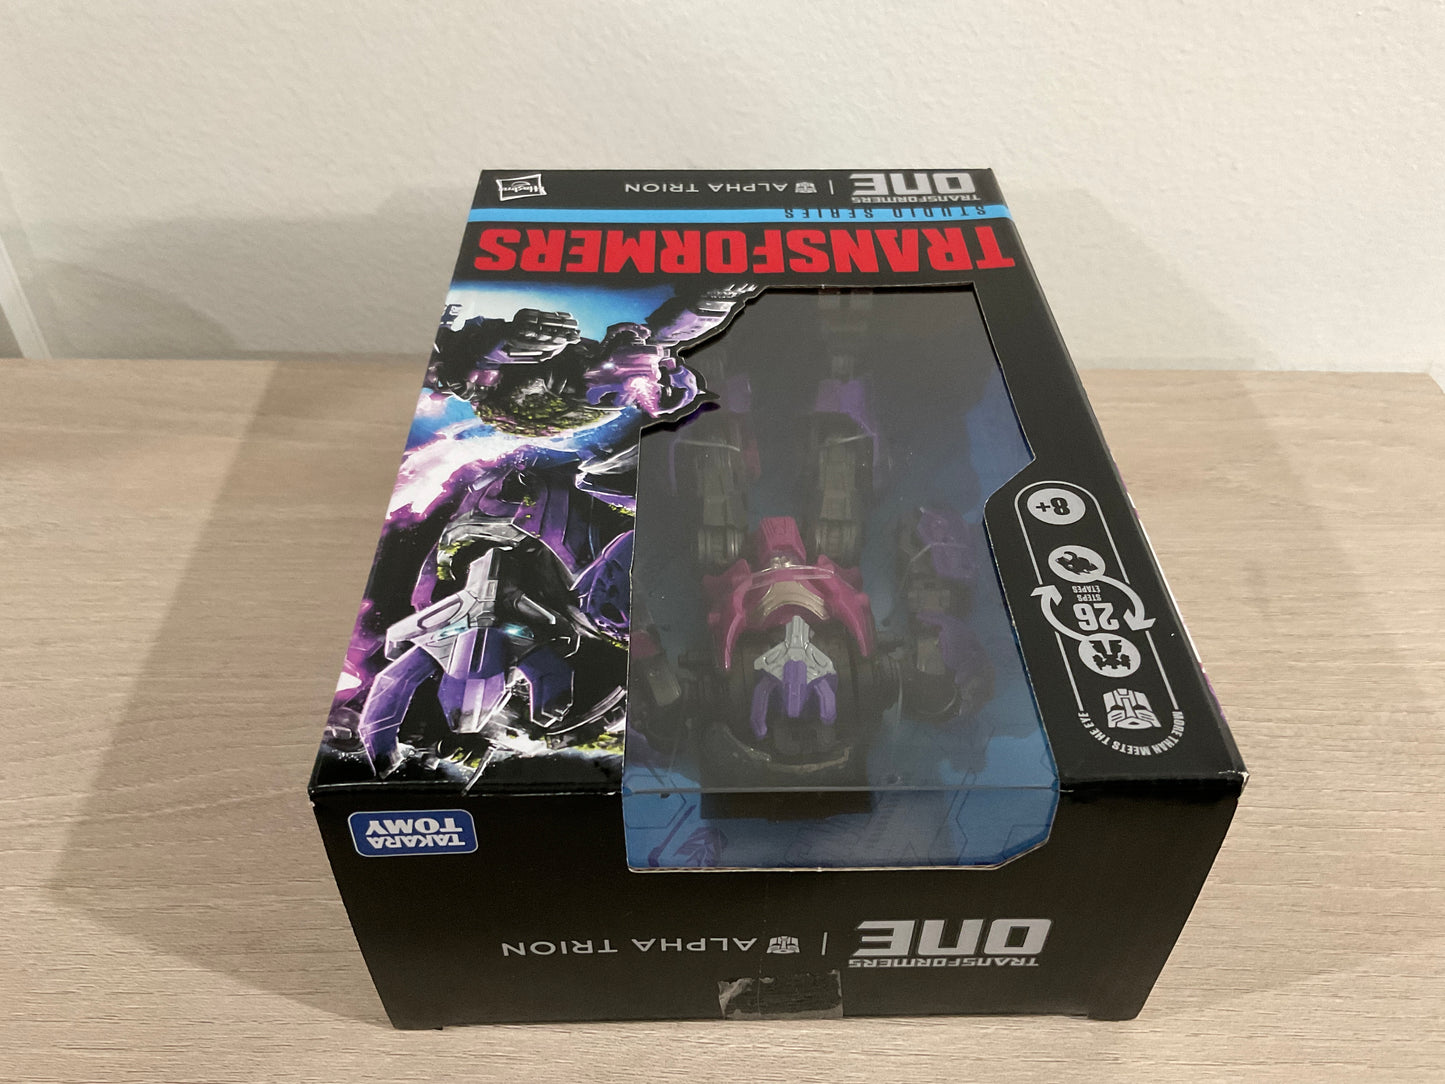 TRANSFORMERS
ONE | ALPHA TRION
Hasbro
STUDIO SERIES
TRANSFORMERS
8+
26
STEPS
ETAPES
MORE THAN MEETS THE EYE
TAKARA
TOMY
TRANSFORMERS
ONE | ALPHA TRION